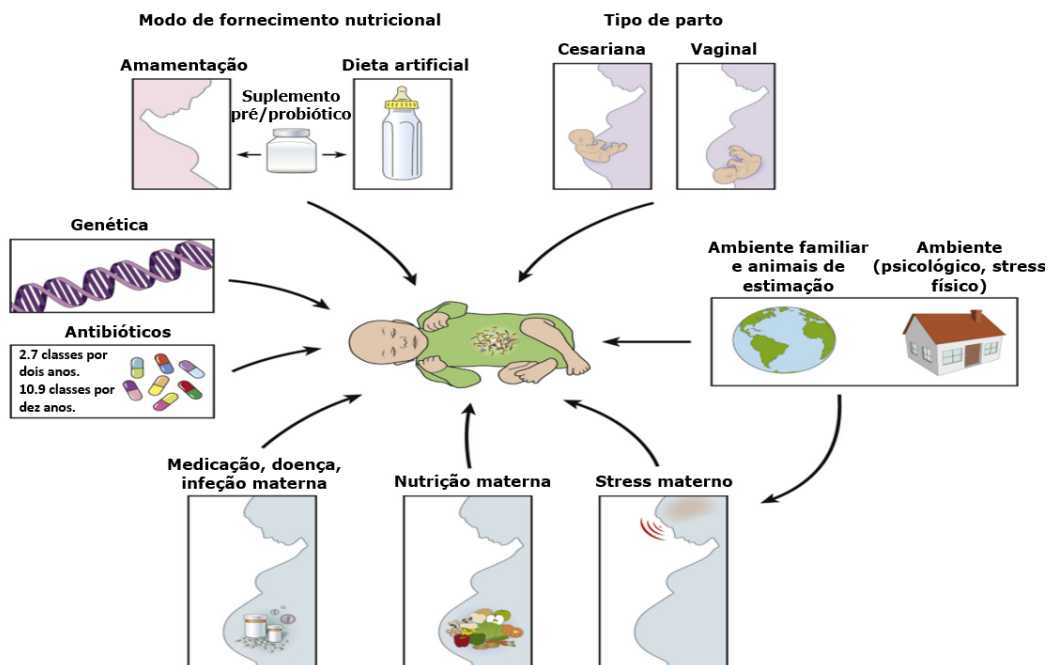 Modo de fornecimento nutricional
Tipo de parto
Amamentação
Suplemento
pré/probiótico
Dieta artificial
Cesariana
Vaginal
Genética
Ambiente familiar
e animais de
estimação
Ambiente
(psicológico, stress
físico)
Antibióticos
2.7 classes por
dois anos.
10.9 classes por
dez anos.
Medicação, doença,
infeção materna
Nutrição materna
Stress materno